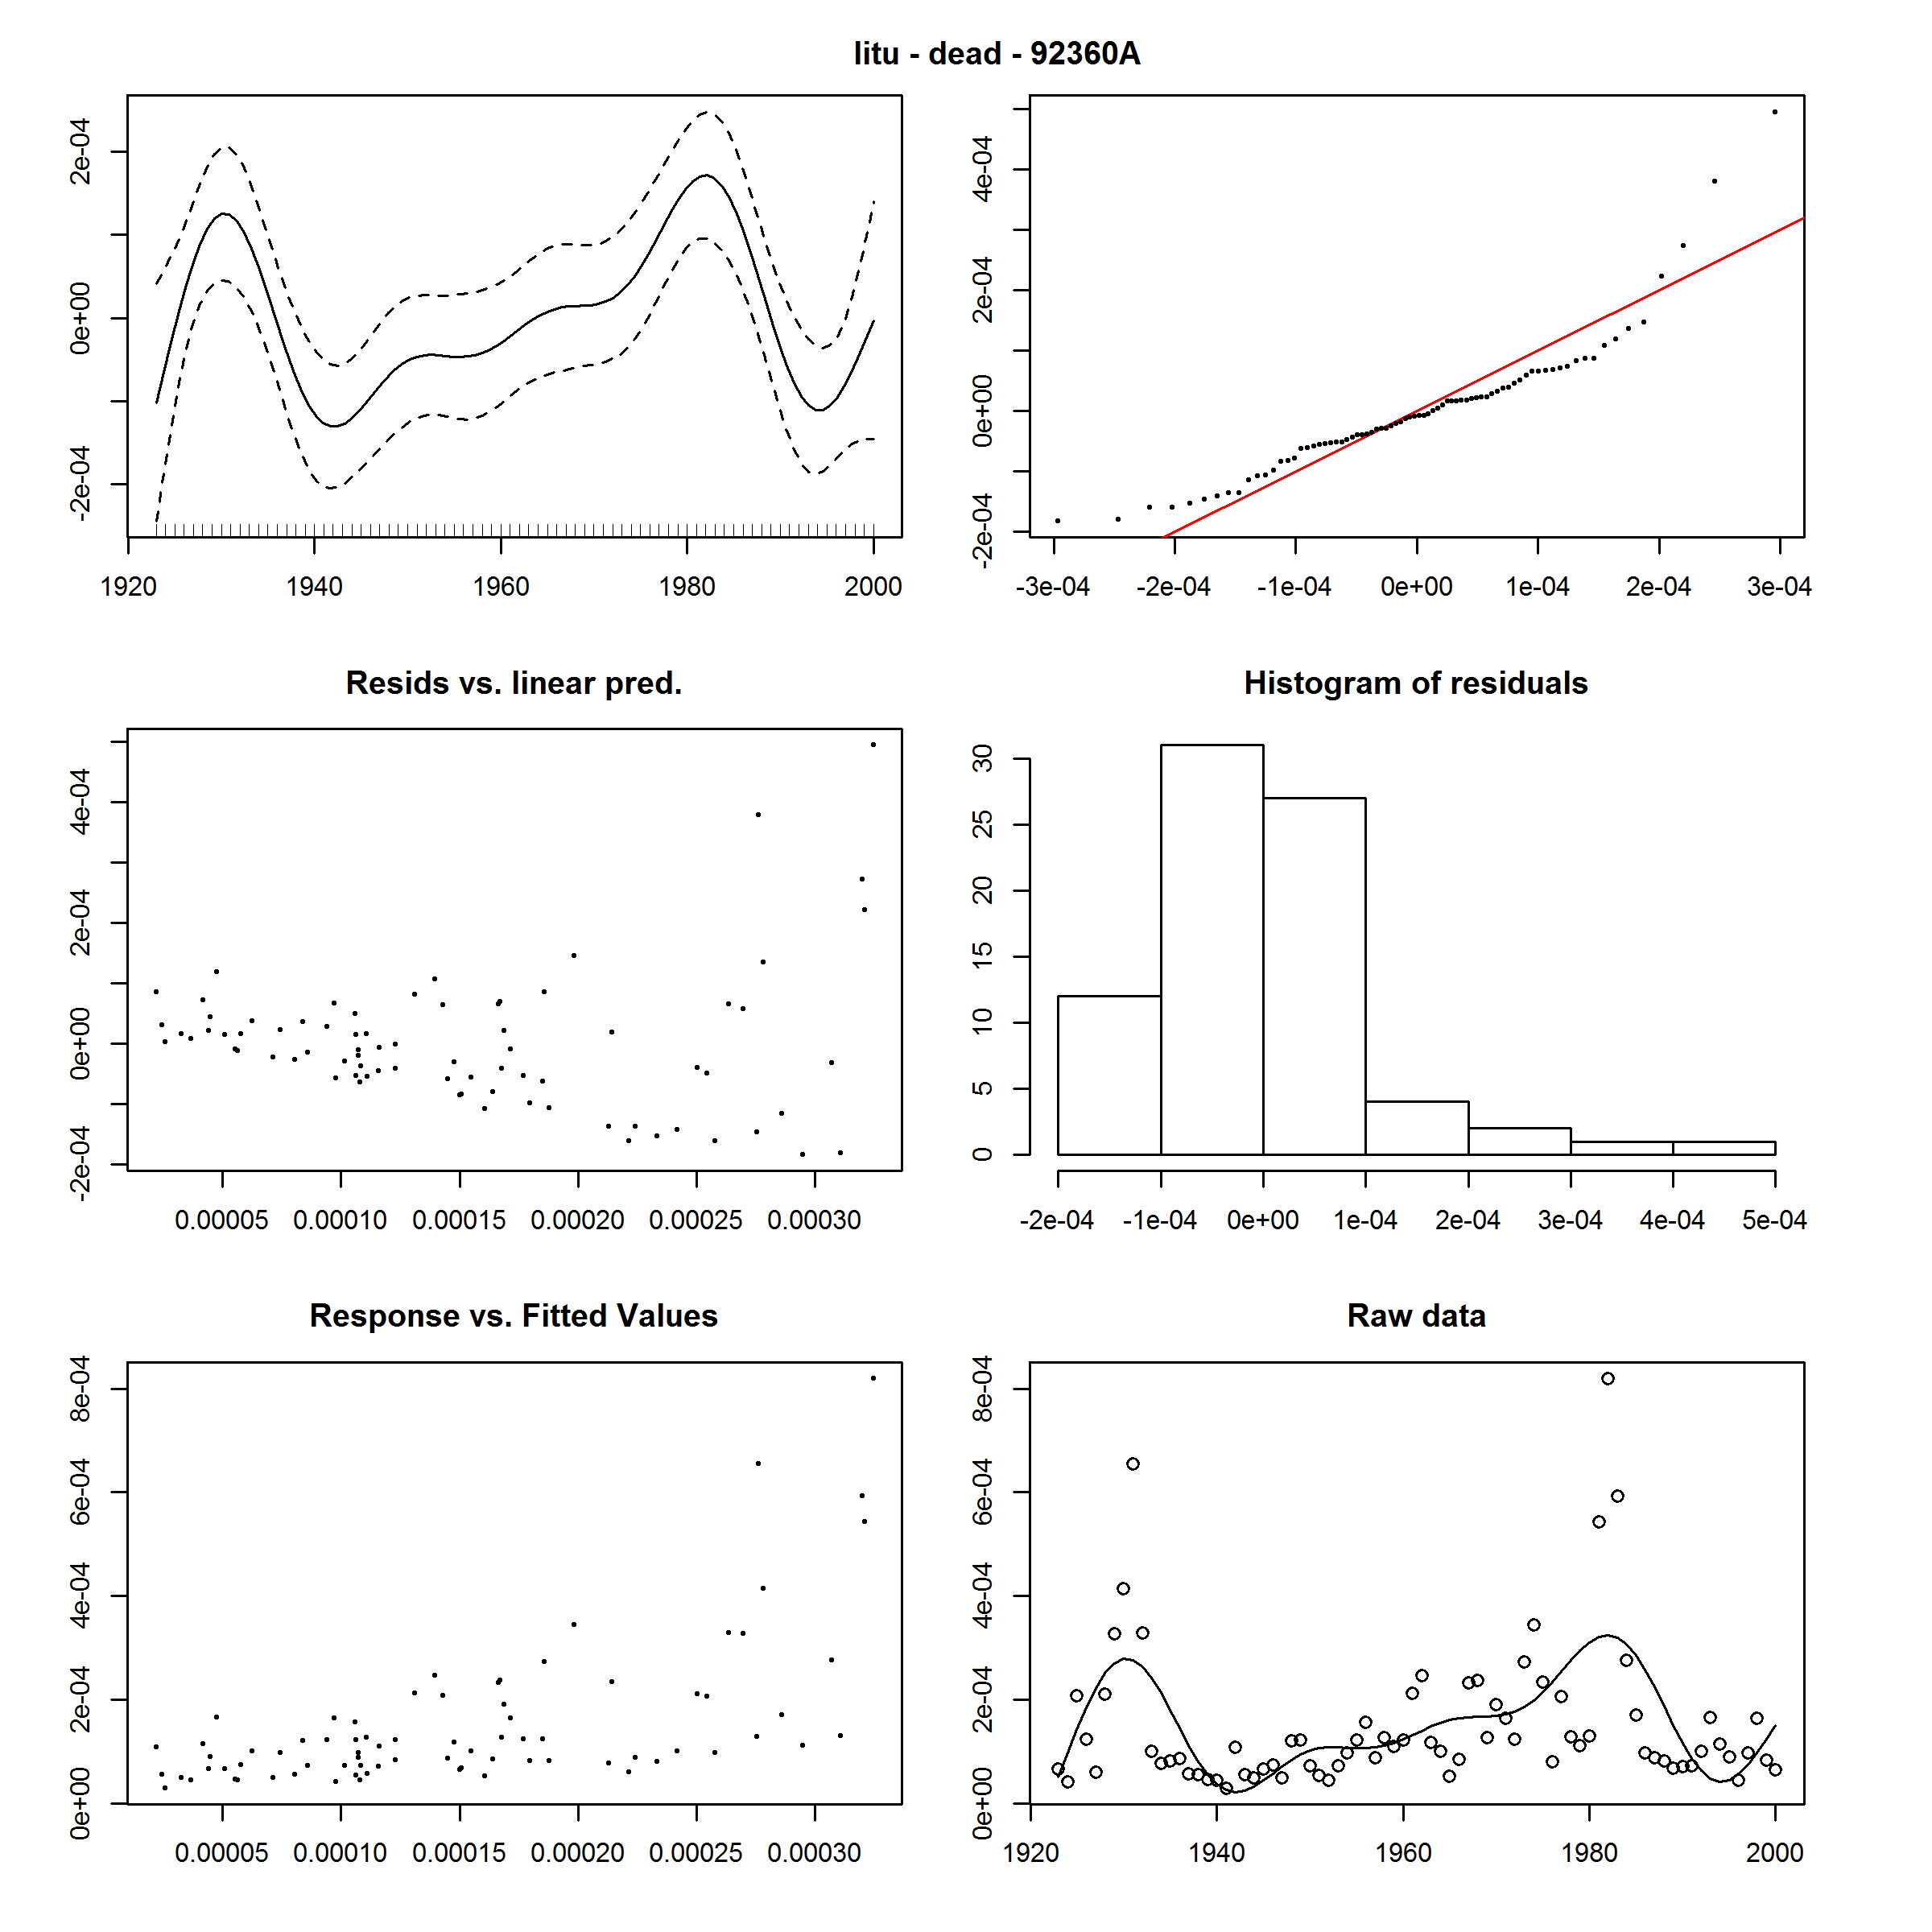 litu - dead - 92360A
2e-04
0e+00
-2e-04
1920 1940 1960 1980 2000
4e-04
2e-04
0e+00
-2e-04
-3e-04 -2e-04 -1e-04 0e+00 1e-04 2e-04 3e-04
Resids vs. linear pred.
4e-04
2e-04
0e+00
-2e-04
0.00005 0.00010 0.00015 0.00020 0.00025 0.00030
Histogram of residuals
30
25
20
15
10
5
0
-2e-04 -1e-04 0e+00 1e-04 2e-04 3e-04 4e-04 5e-04
Response vs. Fitted Values
8e-04
6e-04
4e-04
2e-04
0e+00
0.00005 0.00010 0.00015 0.00020 0.00025 0.00030
Raw data
8e-04
6e-04
4e-04
2e-04
0e+00
1920 1940 1960 1980 2000